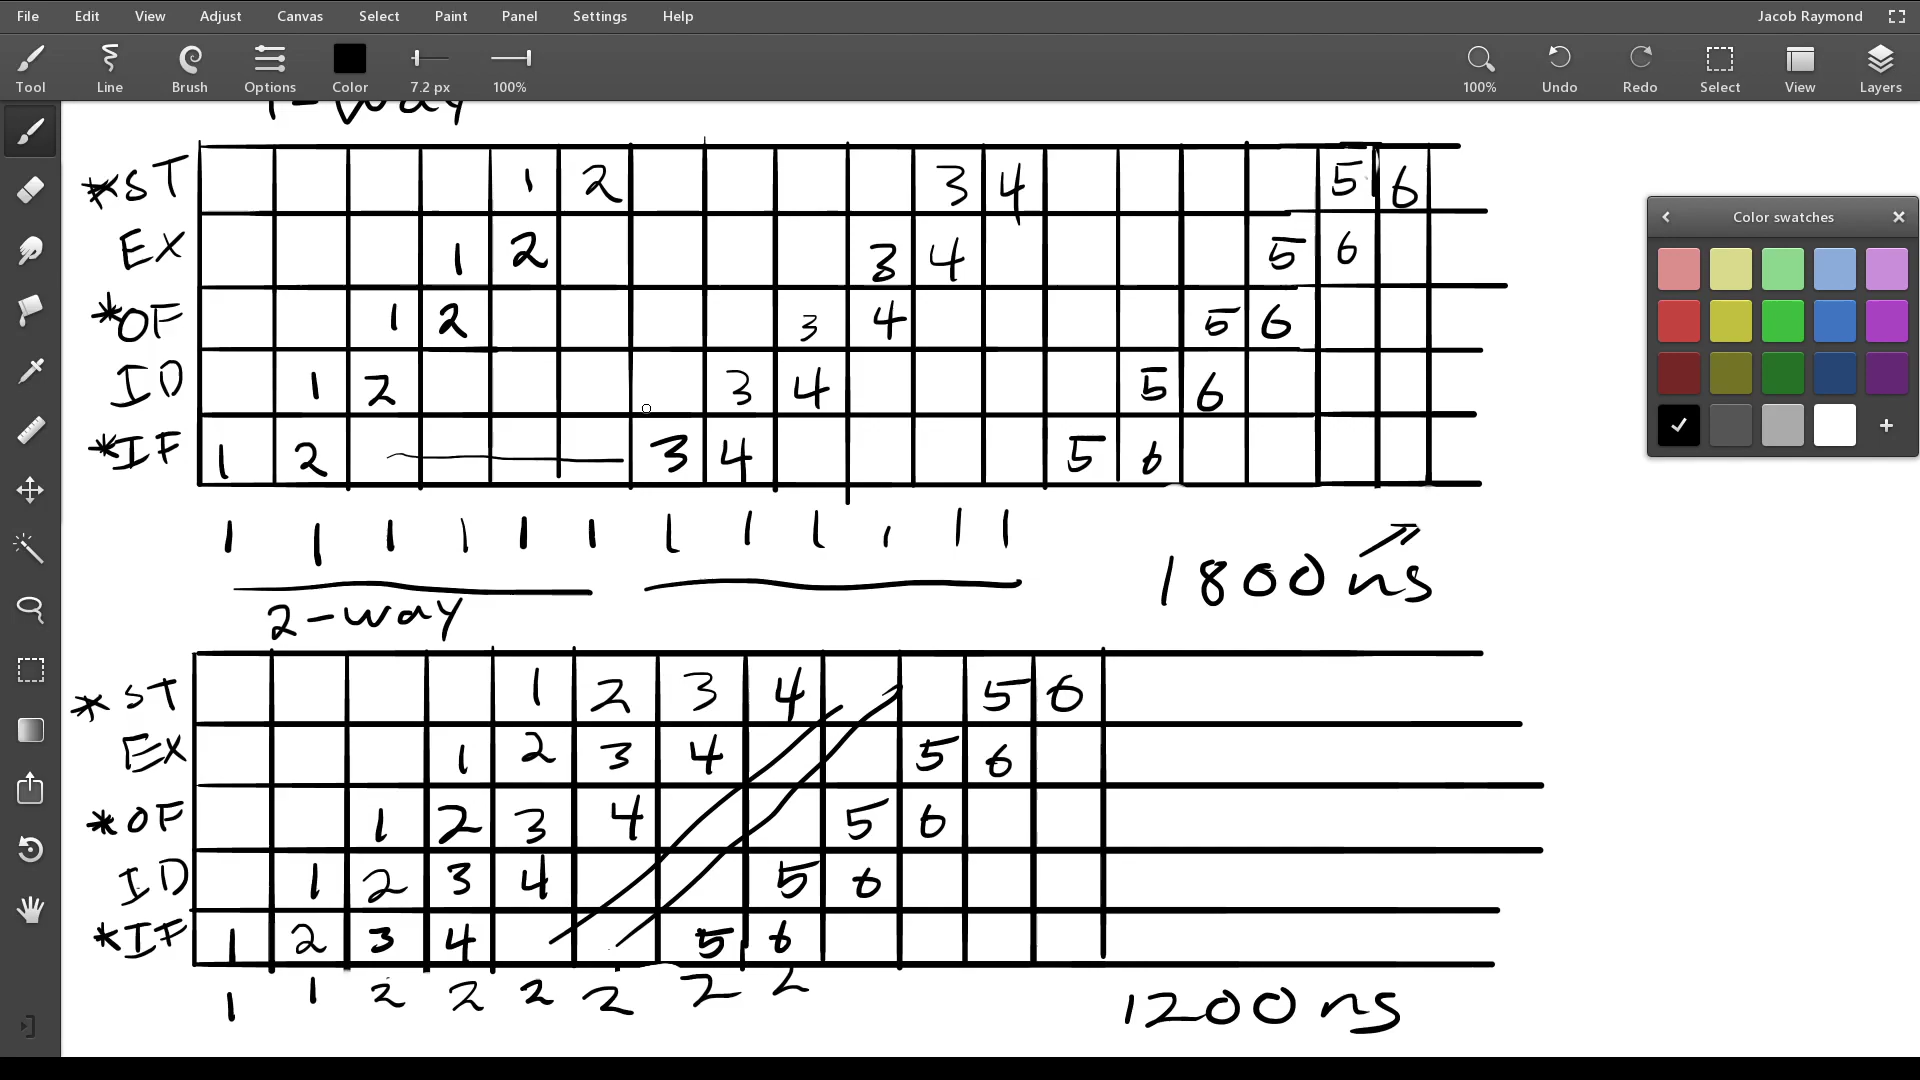 File Edit View Adjust Canvas Select Paint Panel Settings Help Jacob Raymond
Tool Line Brush Options Color 7.2 px 100% 100% Undo Redo Select View Layers
1-way
*ST 1 2 3 4 5 6
EX 1 2 3 4 5 6
*OF 1 2 3 4 5 6
ID 1 2 3 4 5 6
*IF 1 2 3 4 5 6
1 1 1 1 1 1 1 1 1 1 1 1
1800 ns
2-way
*ST 1 2 3 4 5 6
EX 1 2 3 4 5 6
*OF 1 2 3 4 5 6
ID 1 2 3 4 5 6
*IF 1 2 3 4 5 6
1 1 2 2 2 2 2 2
1200 ns
Color swatches